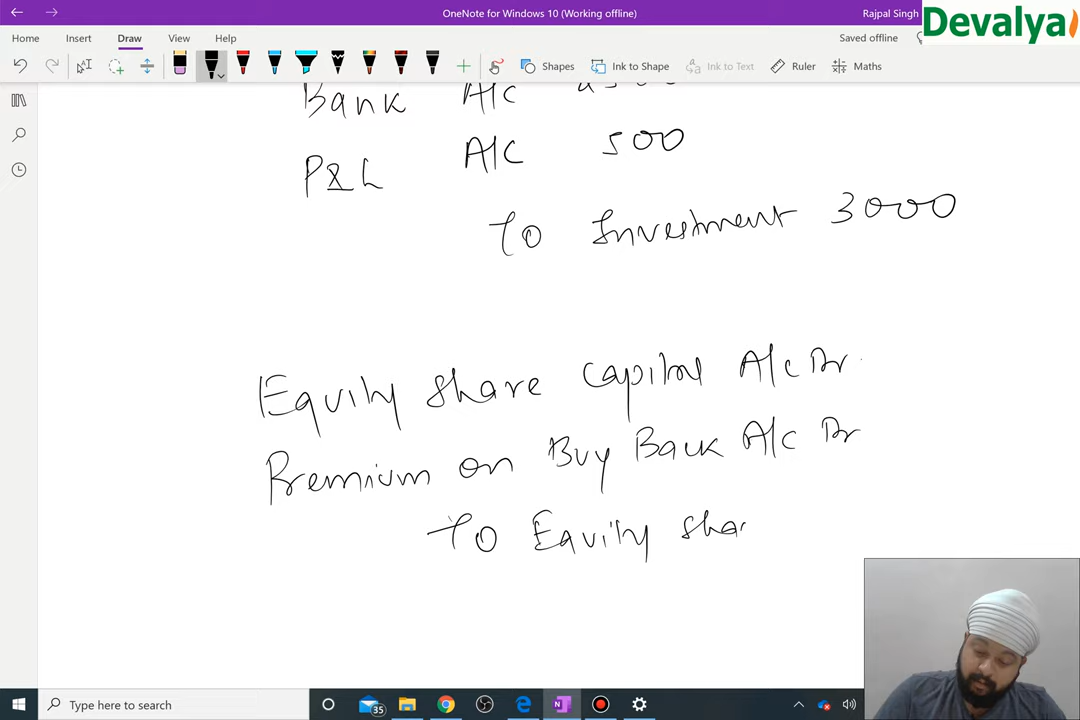 OneNote for Windows 10 (Working offline)
Rajpal Singh
Devalya
Home Insert Draw View Help
Saved offline
Shapes Ink to Shape Ink to Text Ruler Maths
Bank A/c
P&L A/C 500
To Investment 3000
Equity Share Capital A/c Dr
Premium on Buy Back A/c Dr
To Equity Shar
Type here to search
35